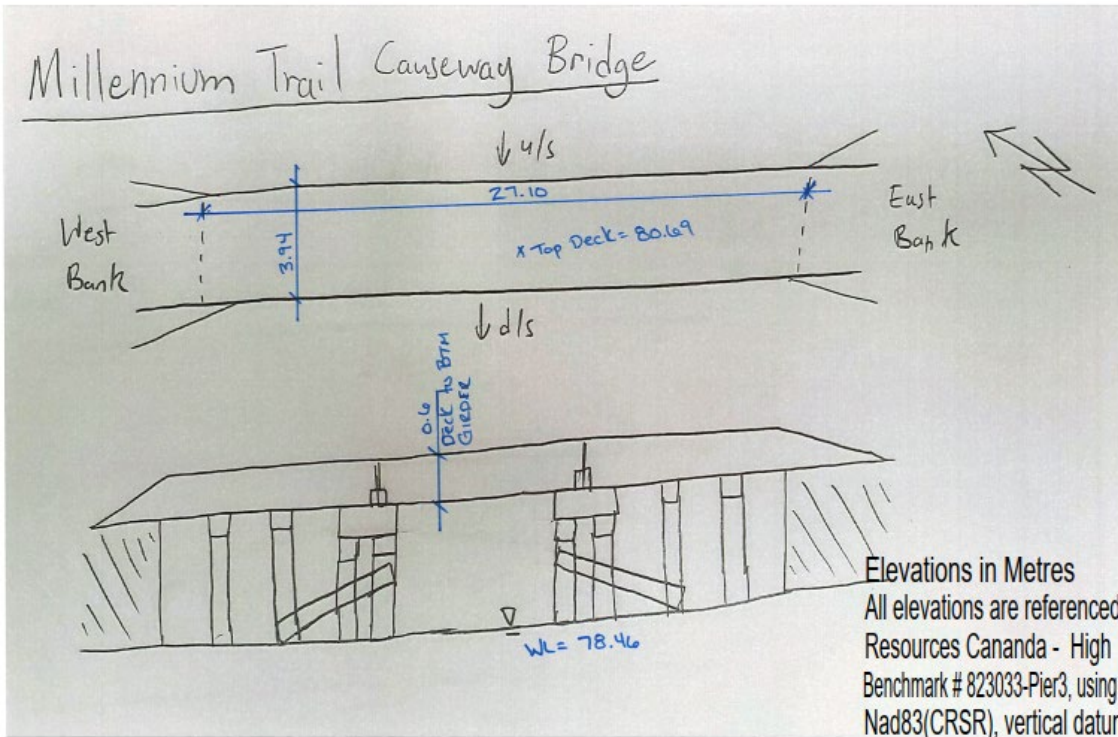 Millennium Trail Causeway Bridge
↓ u/s
27.10
West
Bank
3.94
x Top Deck = 80.69
East
Bank
↓ d/s
0.6
Deck to BTM
GIRDER
WL = 78.46
Elevations in Metres
All elevations are referenced
Resources Cananda - High
Benchmark # 823033-Pier3, using
Nad83(CRSR), vertical datur